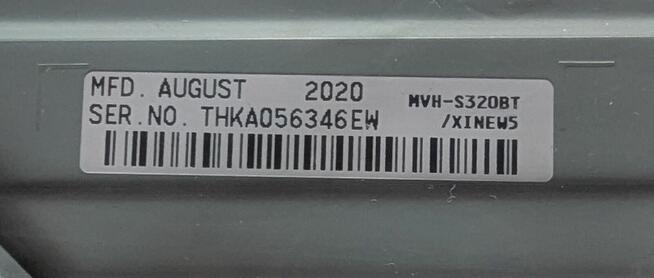 MFD. AUGUST 2020 MVH-S320BT
SER.NO. THKA056346EW /XINEW5